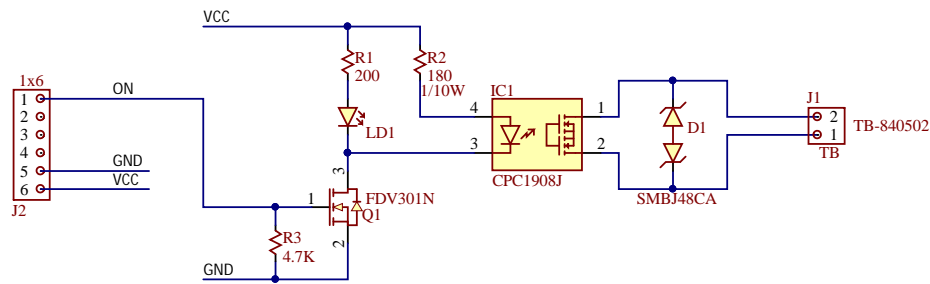 VCC
R1
200
R2
180
1/10W
1x6
1
2
3
4
5
6
J2
ON
GND
VCC
LD1
IC1
4
3
1
2
CPC1908J
D1
SMBJ48CA
J1
2
1
TB-840502
TB
3
1
2
FDV301N
Q1
R3
4.7K
GND